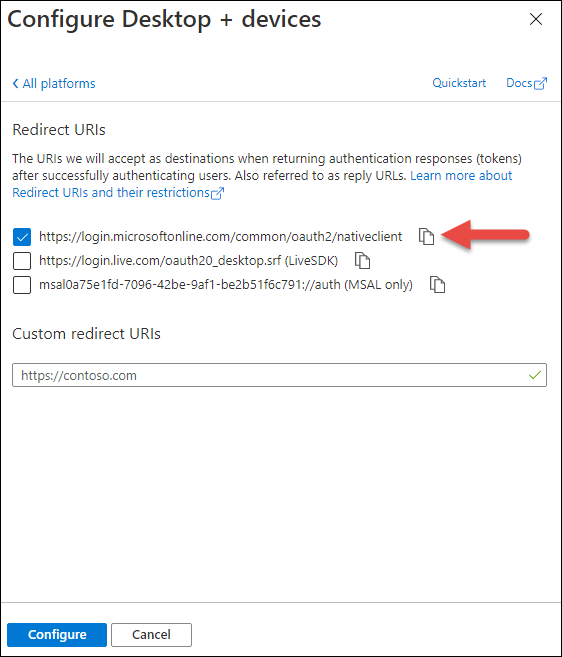 Configure Desktop + devices
All platforms
Quickstart
Docs
Redirect URIs
The URIs we will accept as destinations when returning authentication responses (tokens)
after successfully authenticating users. Also referred to as reply URLs. Learn more about
Redirect URIs and their restrictions
https://login.microsoftonline.com/common/oauth2/nativeclient
https://login.live.com/oauth20_desktop.srf (LiveSDK)
msal0a75e1fd-7096-42be-9af1-be2b51f6c791://auth (MSAL only)
Custom redirect URIs
https://contoso.com
Configure
Cancel